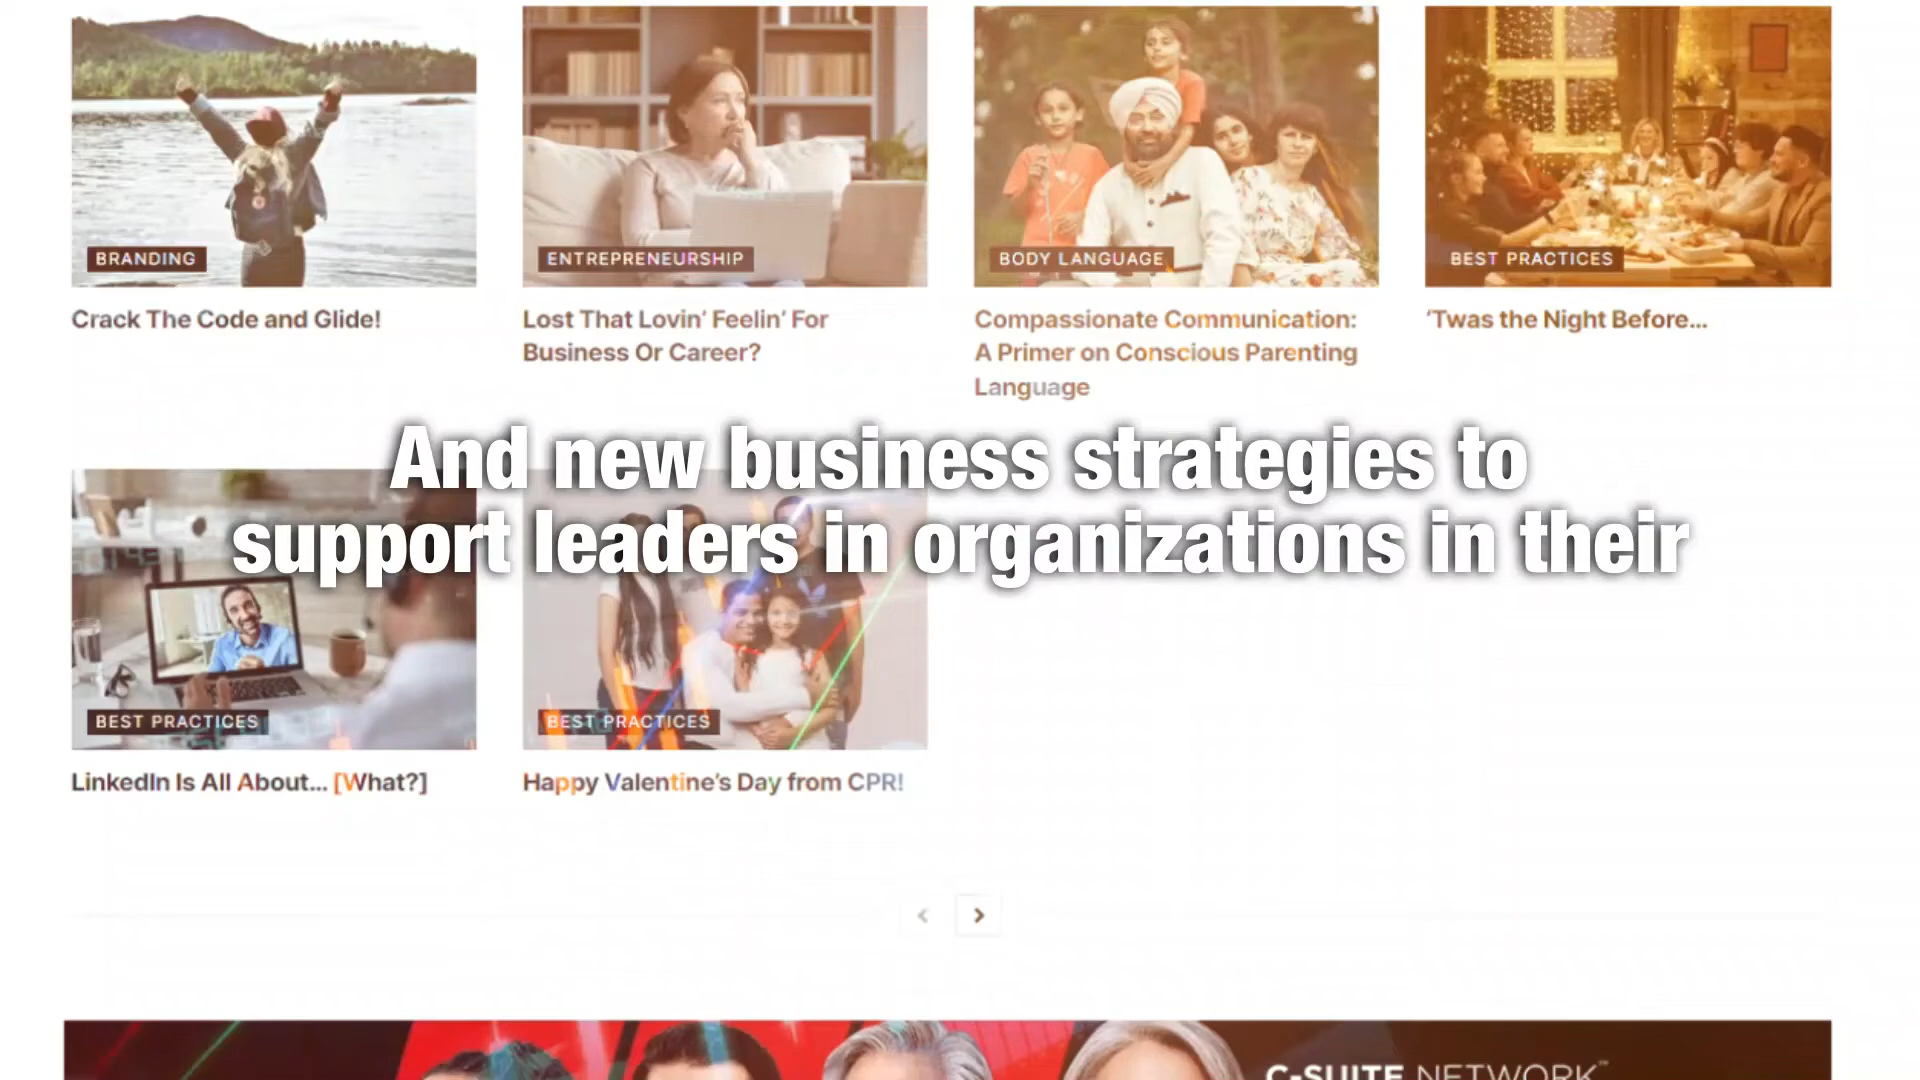 BRANDING
Crack The Code and Glide!
ENTREPRENEURSHIP
Lost That Lovin’ Feelin’ For
Business Or Career?
BODY LANGUAGE
Compassionate Communication:
A Primer on Conscious Parenting
Language
BEST PRACTICES
‘Twas the Night Before...
And new business strategies to
support leaders in organizations in their
BEST PRACTICES
LinkedIn Is All About... [What?]
BEST PRACTICES
Happy Valentine’s Day from CPR!
C-SUITE NETWORK™